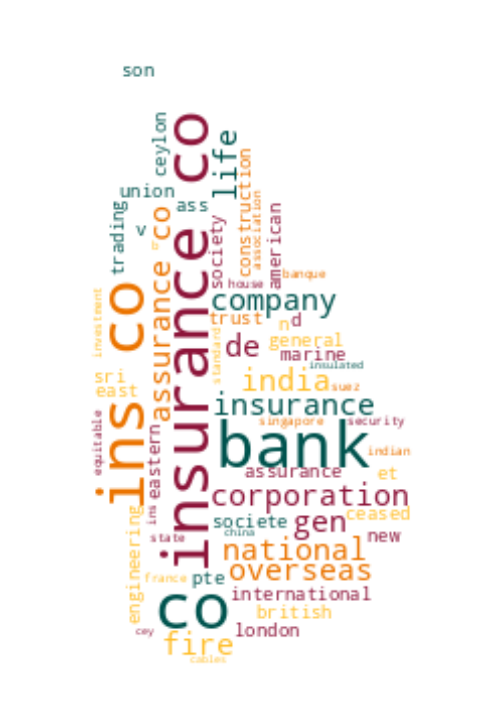 son
ceylon
insurance co
life
union
ass
construction
association
trading
v
assurance co
br
society
american
house
banque
ins co
company
investment
trust
n
d
general
standard
de
marine
insulated
sri
india
suez
east
insurance
equitable
singapore
security
bank
eastern
indian
assurance
et
corporation
ins
ceased
societe
gen
china
new
state
national
engineering
overseas
france
pte
international
co
british
cey
london
fire
cables